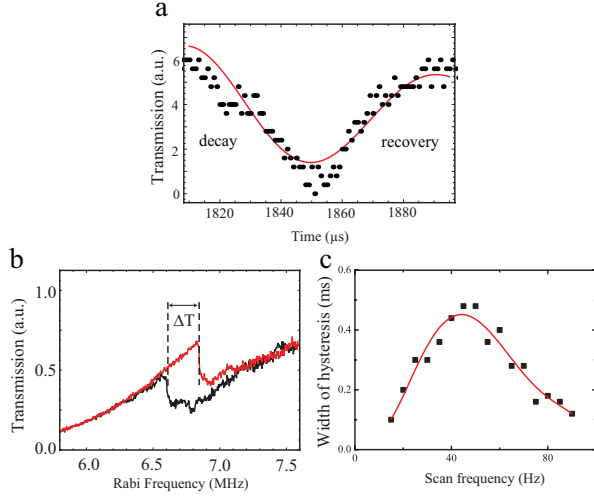 a
Transmission (a.u.)
6
4
2
0
decay
recovery
1820 1840 1860 1880
Time (µs)
b
Transmission (a.u.)
1.0
0.5
0.0
ΔT
6.0 6.5 7.0 7.5
Rabi Frequency (MHz)
c
Width of hysteresis (ms)
0.6
0.4
0.2
0
0 40 80
Scan frequency (Hz)